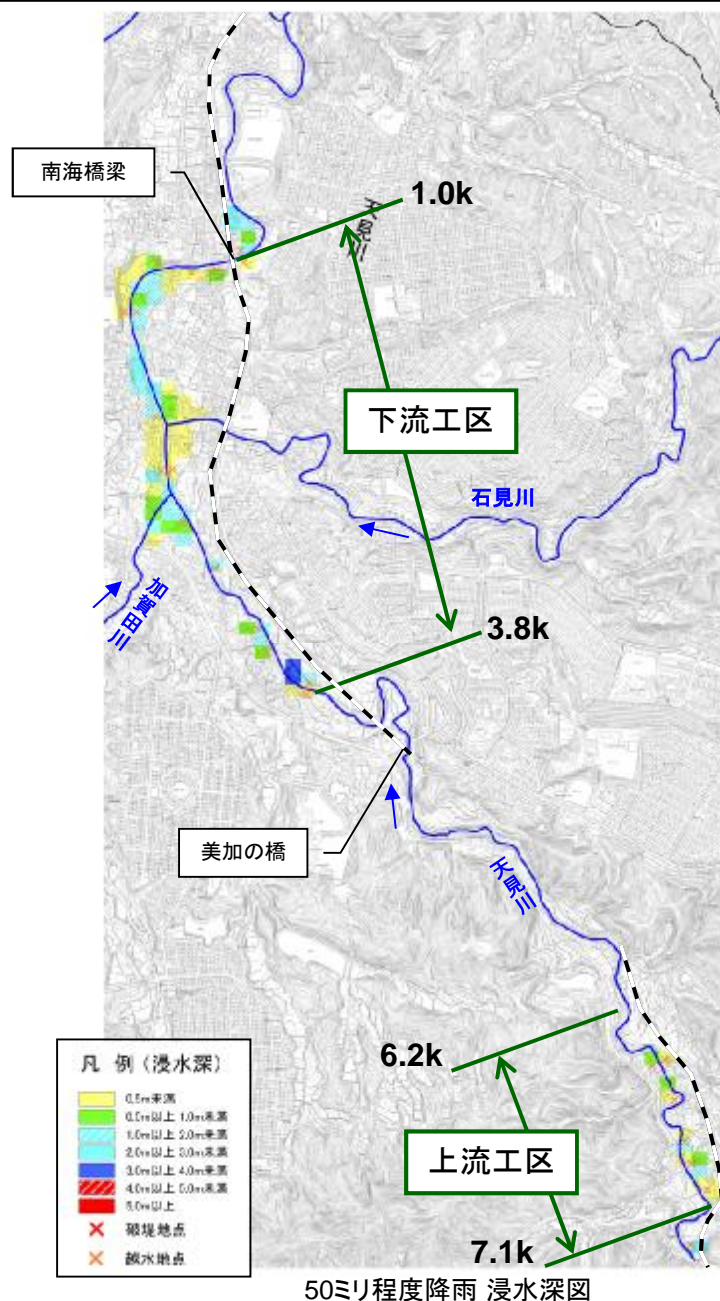 南海橋梁
1.0k
天見川
下流工区
石見川
加賀田川
3.8k
美加の橋
天見川
6.2k
上流工区
7.1k
凡 例 (浸水深)
0.5m未満
0.5m以上 1.0m未満
1.0m以上 2.0m未満
2.0m以上 3.0m未満
3.0m以上 4.0m未満
4.0m以上 5.0m未満
5.0m以上
破堤地点
越水地点
50ミリ程度降雨 浸水深図